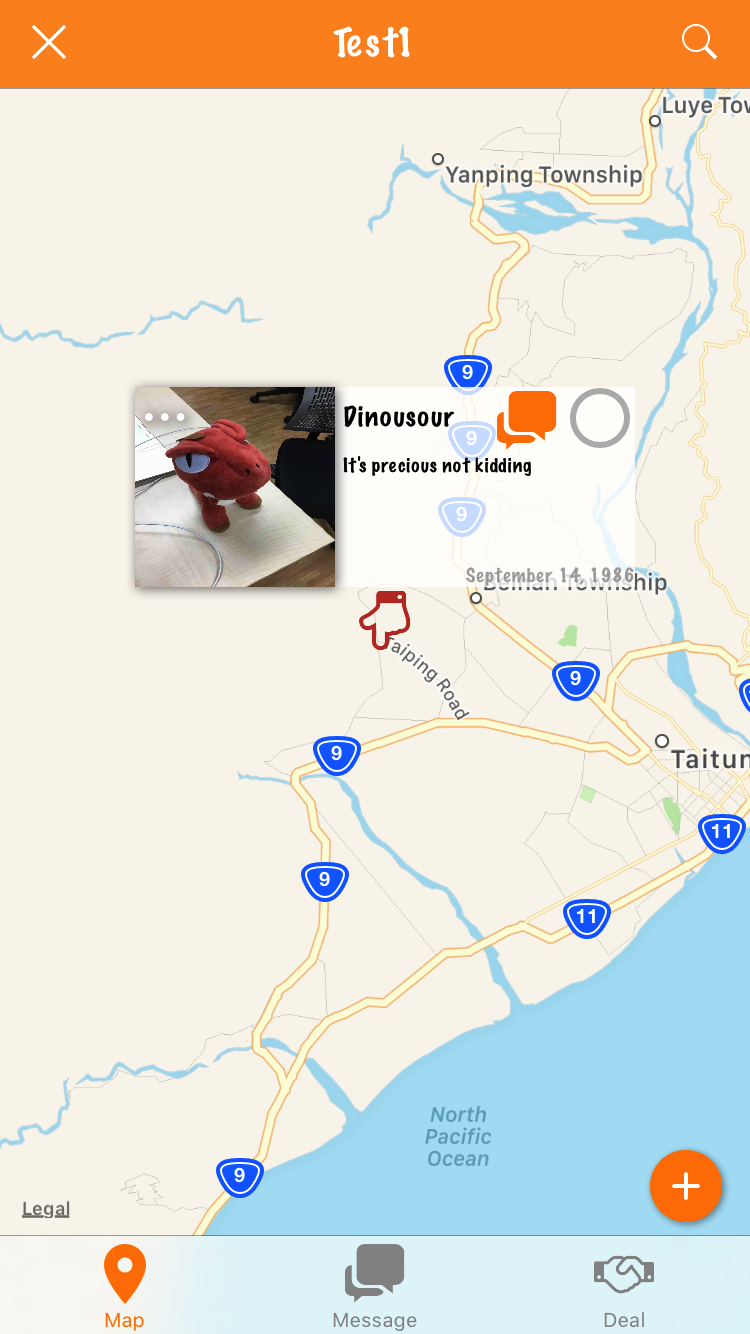 Test1
Luye Tow
Yanping Township
9
Dinousour
9
It's precious not kidding
9
September 14, 1986
Beinan Township
Taiping Road
9
9
Taitun
11
9
11
North
Pacific
Ocean
9
Legal
Map
Message
Deal